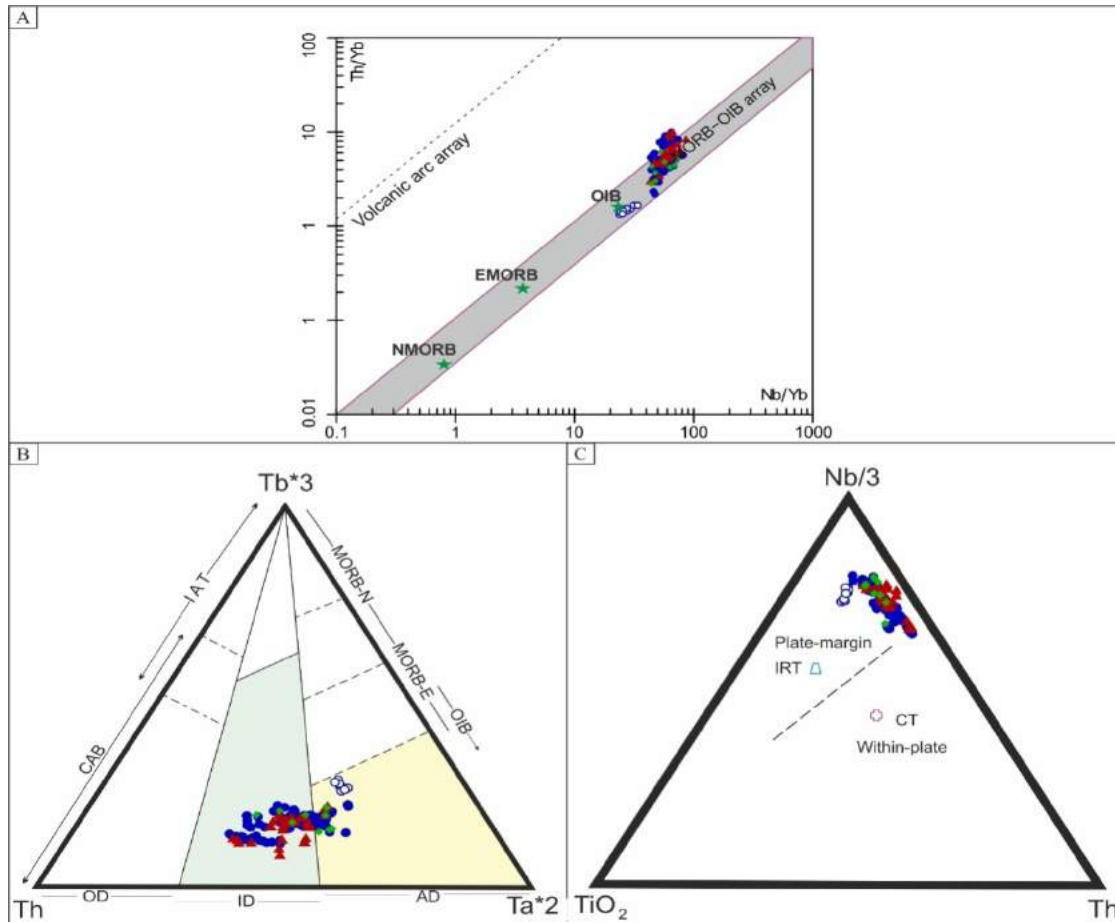 A
100
10
1
0.1
0.01
Th/Yb
Volcanic arc array
MORB-OIB array
OIB
EMORB
NMORB
Nb/Yb
0.1
1
10
100
1000
B
Tb*3
IAT
CAB
MORB-N
MORB-E
OIB
Th
OD
ID
AD
Ta*2
C
Nb/3
Plate-margin
IRT
CT
Within-plate
TiO₂
Th